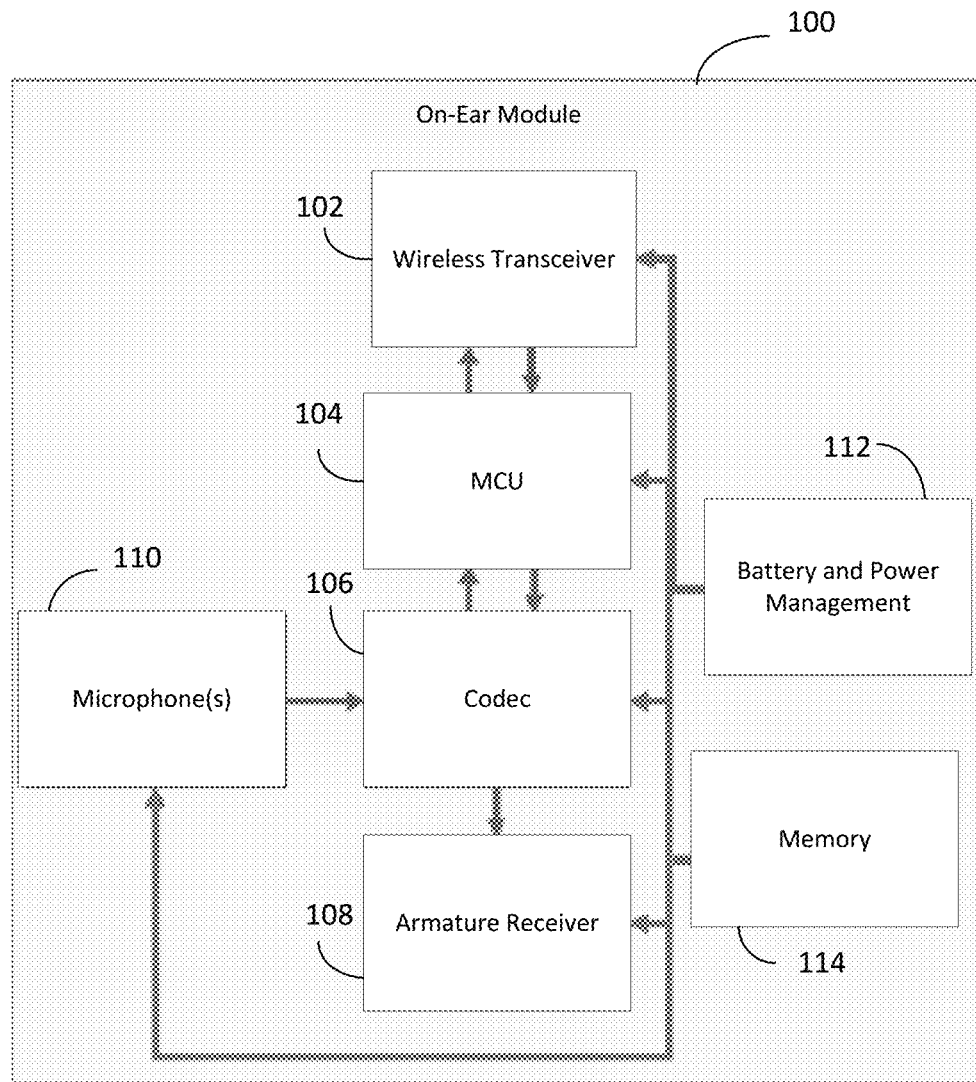 100
On-Ear Module
102
Wireless Transceiver
104
MCU
112
Battery and Power
Management
110
106
Microphone(s)
Codec
Memory
108
Armature Receiver
114